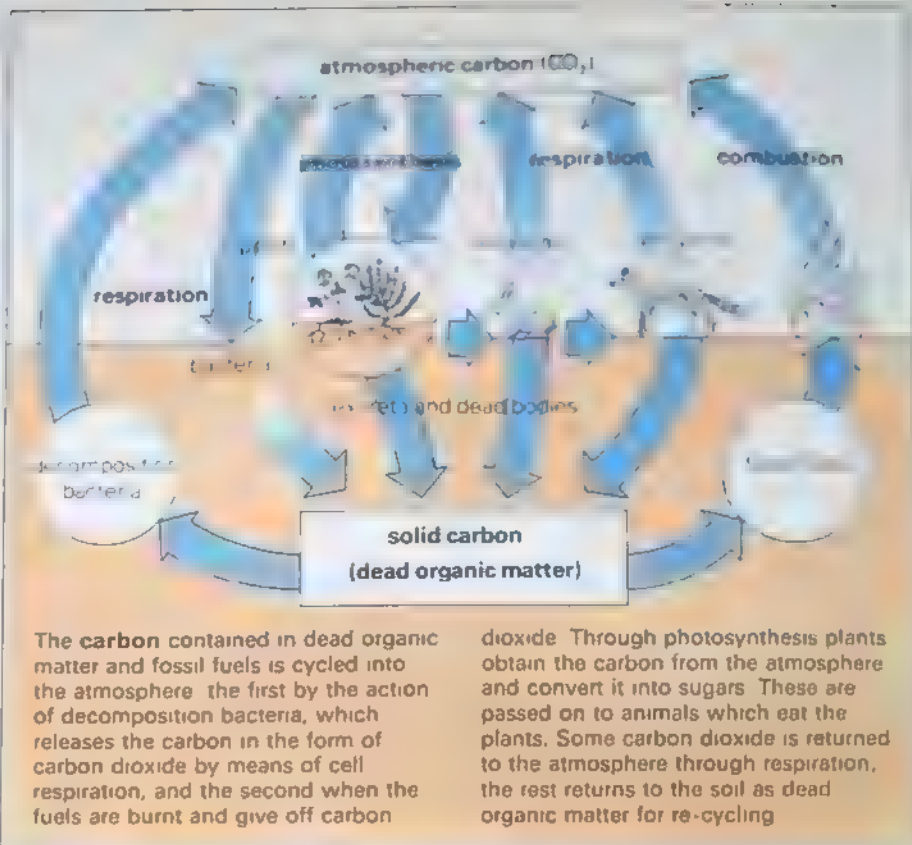 atmospheric carbon (CO₂)
respiration
combustion
respiration
and dead bodies
bacteria
solid carbon
(dead organic matter)
The carbon contained in dead organic
matter and fossil fuels is cycled into
the atmosphere the first by the action
of decomposition bacteria, which
releases the carbon in the form of
carbon dioxide by means of cell
respiration, and the second when the
fuels are burnt and give off carbon
dioxide Through photosynthesis plants
obtain the carbon from the atmosphere
and convert it into sugars These are
passed on to animals which eat the
plants. Some carbon dioxide is returned
to the atmosphere through respiration,
the rest returns to the soil as dead
organic matter for re-cycling